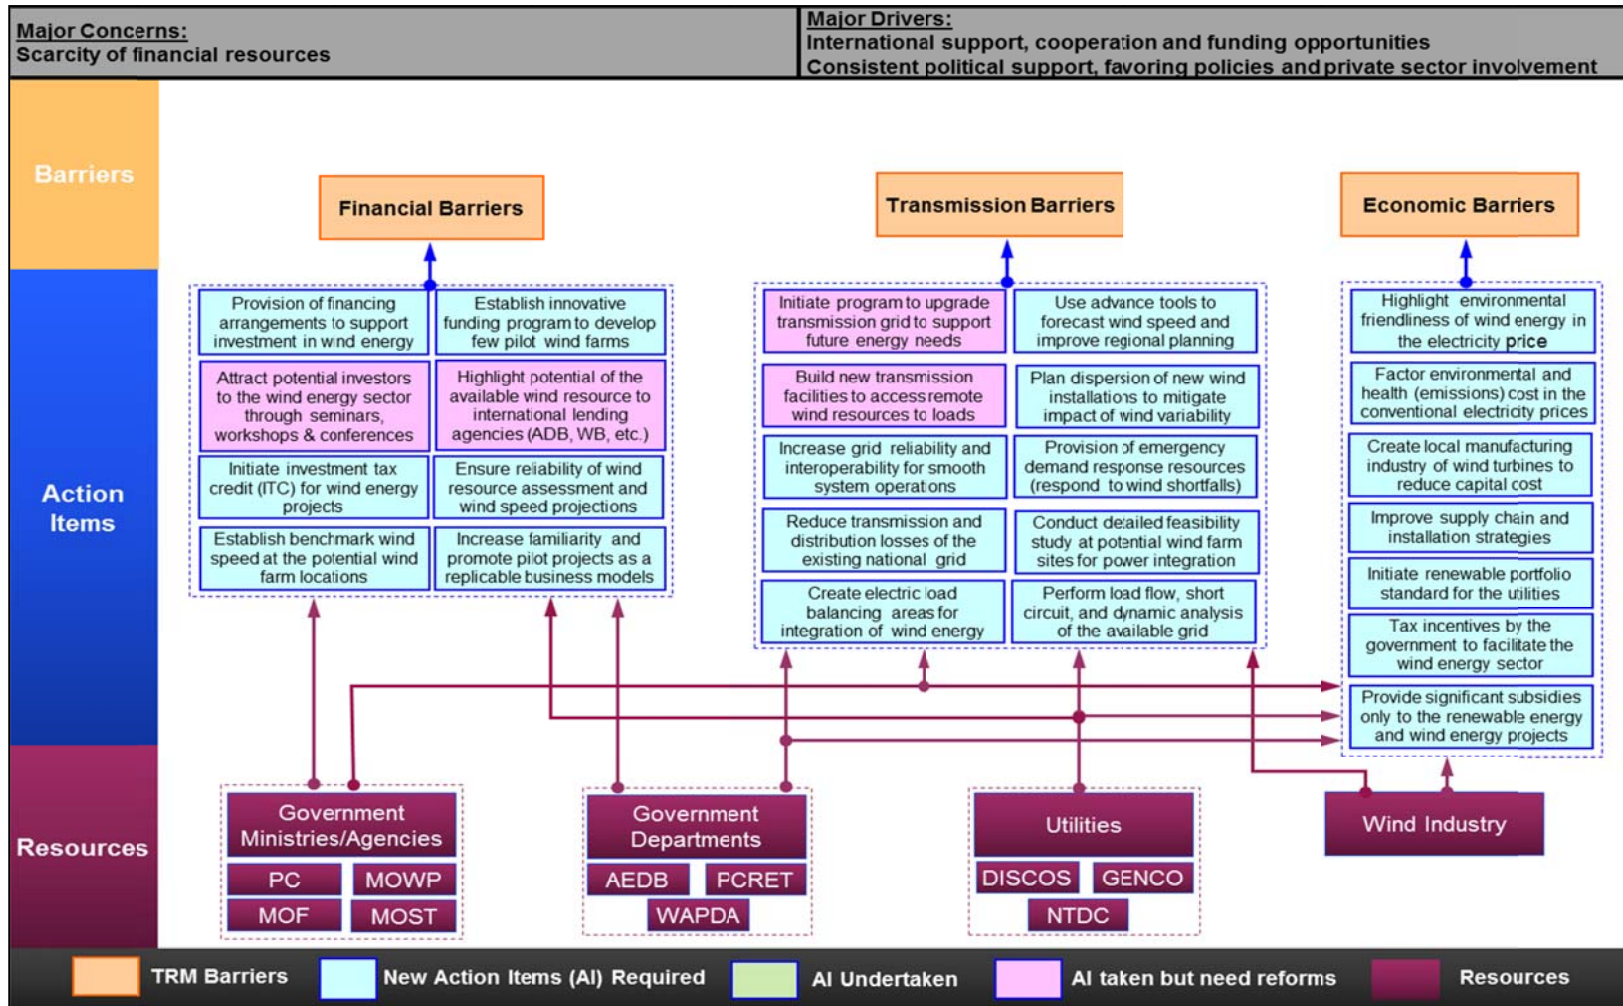 Major Concerns:
Scarcity of financial resources
Major Drivers:
International support, cooperation and funding opportunities
Consistent political support, favoring policies and private sector involvement
Barriers
Financial Barriers
Transmission Barriers
Economic Barriers
Action
Items
Provision of financing
arrangements to support
investment in wind energy
Establish innovative
funding program to develop
few pilot wind farms
Attract potential investors
to the wind energy sector
through seminars,
workshops & conferences
Highlight potential of the
available wind resource to
international lending
agencies (ADB, WB, etc.)
Initiate investment tax
credit (ITC) for wind energy
projects
Ensure reliability of wind
resource assessment and
wind speed projections
Establish benchmark wind
speed at the potential wind
farm locations
Increase familiarity and
promote pilot projects as a
replicable business models
Initiate program to upgrade
transmission grid to support
future energy needs
Use advance tools to
forecast wind speed and
improve regional planning
Build new transmission
facilities to access remote
wind resources to loads
Plan dispersion of new wind
installations to mitigate
impact of wind variability
Increase grid reliability and
interoperability for smooth
system operations
Provision of emergency
demand response resources
(respond to wind shortfalls)
Reduce transmission and
distribution losses of the
existing national grid
Conduct detailed feasibility
study at potential wind farm
sites for power integration
Create electric load
balancing areas for
integration of wind energy
Perform load flow, short
circuit, and dynamic analysis
of the available grid
Highlight environmental
friendliness of wind energy in
the electricity price
Factor environmental and
health (emissions) cost in the
conventional electricity prices
Create local manufacturing
industry of wind turbines to
reduce capital cost
Improve supply chain and
installation strategies
Initiate renewable portfolio
standard for the utilities
Tax incentives by the
government to facilitate the
wind energy sector
Provide significant subsidies
only to the renewable energy
and wind energy projects
Resources
Government
Ministries/Agencies
PC
MOWP
MOF
MOST
Government
Departments
AEDB
PCRET
WAPDA
Utilities
DISCOS
GENCO
NTDC
Wind Industry
TRM Barriers
New Action Items (AI) Required
AI Undertaken
AI taken but need reforms
Resources